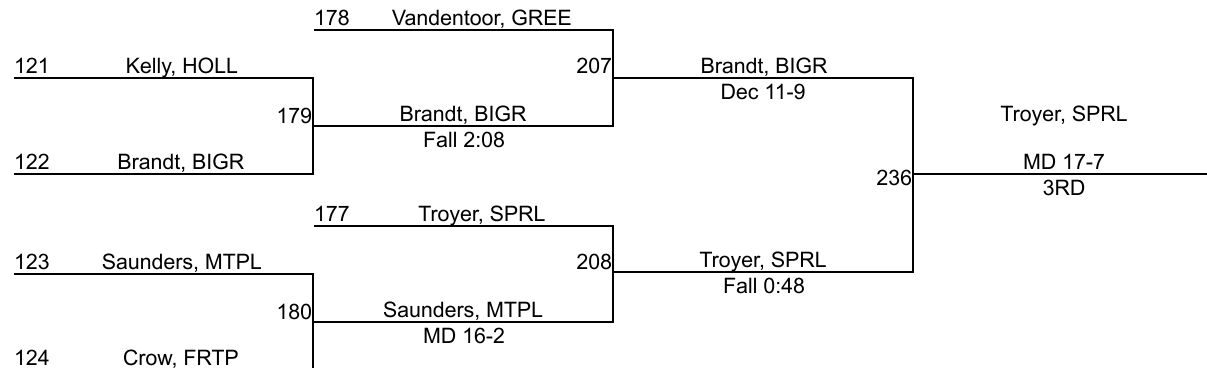 178 Vandentoor, GREE
121 Kelly, HOLL
207 Brandt, BIGR
Dec 11-9
179 Brandt, BIGR
Fall 2:08
Troyer, SPRL
122 Brandt, BIGR
MD 17-7
236
3RD
177 Troyer, SPRL
123 Saunders, MTPL
208 Troyer, SPRL
Fall 0:48
180 Saunders, MTPL
MD 16-2
124 Crow, FRTP